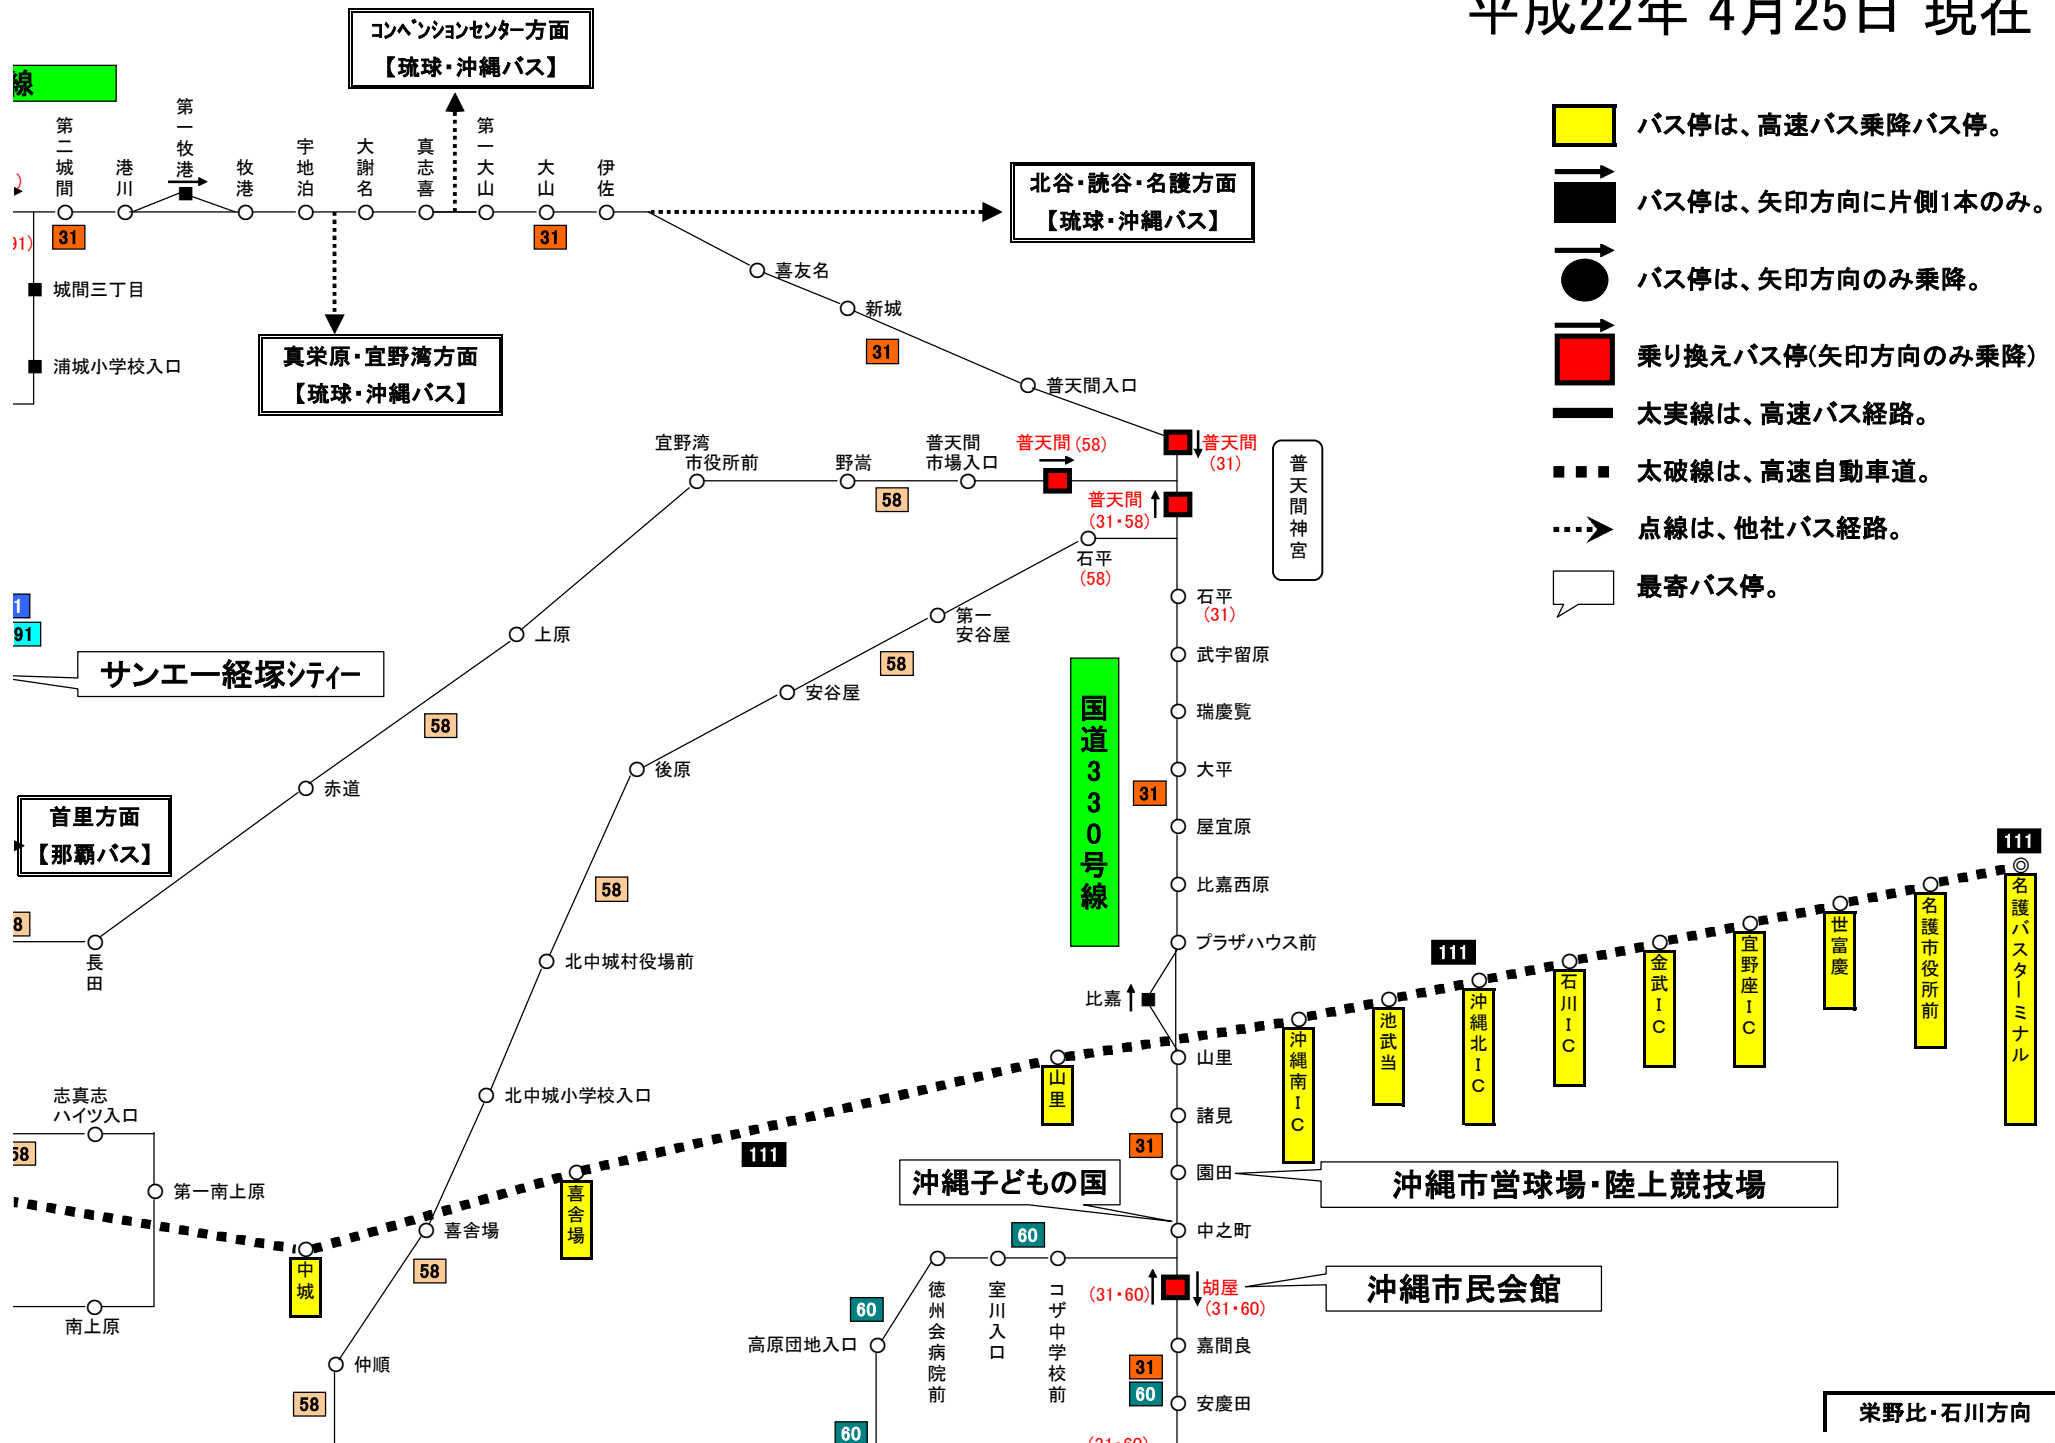 平成22年 4月25日 現在
コンベンションセンター方面
【琉球・沖縄バス】
線
第二城間
港川
第一牧港
牧港
宇地泊
大謝名
真志喜
第一大山
大山
伊佐
31
31
91)
城間三丁目
浦城小学校入口
真栄原・宜野湾方面
【琉球・沖縄バス】
北谷・読谷・名護方面
【琉球・沖縄バス】
喜友名
新城
31
普天間入口
バス停は、高速バス乗降バス停。
バス停は、矢印方向に片側1本のみ。
バス停は、矢印方向のみ乗降。
乗り換えバス停(矢印方向のみ乗降)
太実線は、高速バス経路。
太破線は、高速自動車道。
点線は、他社バス経路。
最寄バス停。
宜野湾
市役所前
野嵩
58
普天間
市場入口
普天間(58)
普天間
(31)
普天間
(31・58)
普天間神宮
石平
(58)
石平
(31)
第一
安谷屋
58
安谷屋
後原
上原
58
赤道
1
91
サンエー経塚シティー
首里方面
【那覇バス】
8
長田
武宇留原
瑞慶覧
国道330号線
大平
31
屋宜原
比嘉西原
プラザハウス前
比嘉
山里
諸見
31
園田
沖縄市営球場・陸上競技場
沖縄子どもの国
中之町
58
北中城村役場前
北中城小学校入口
志真志
ハイツ入口
58
第一南上原
南上原
中城
喜舎場
58
喜舎場
111
山里
沖縄南IC
池武当
111
沖縄北IC
石川IC
金武IC
宜野座IC
世富慶
名護市役所前
111
名護バスターミナル
仲順
58
60
徳州会病院前
室川入口
コザ中学校前
60
高原団地入口
60
(31・60)
胡屋
(31・60)
沖縄市民会館
嘉間良
31
60
安慶田
(31・60)
栄野比・石川方向